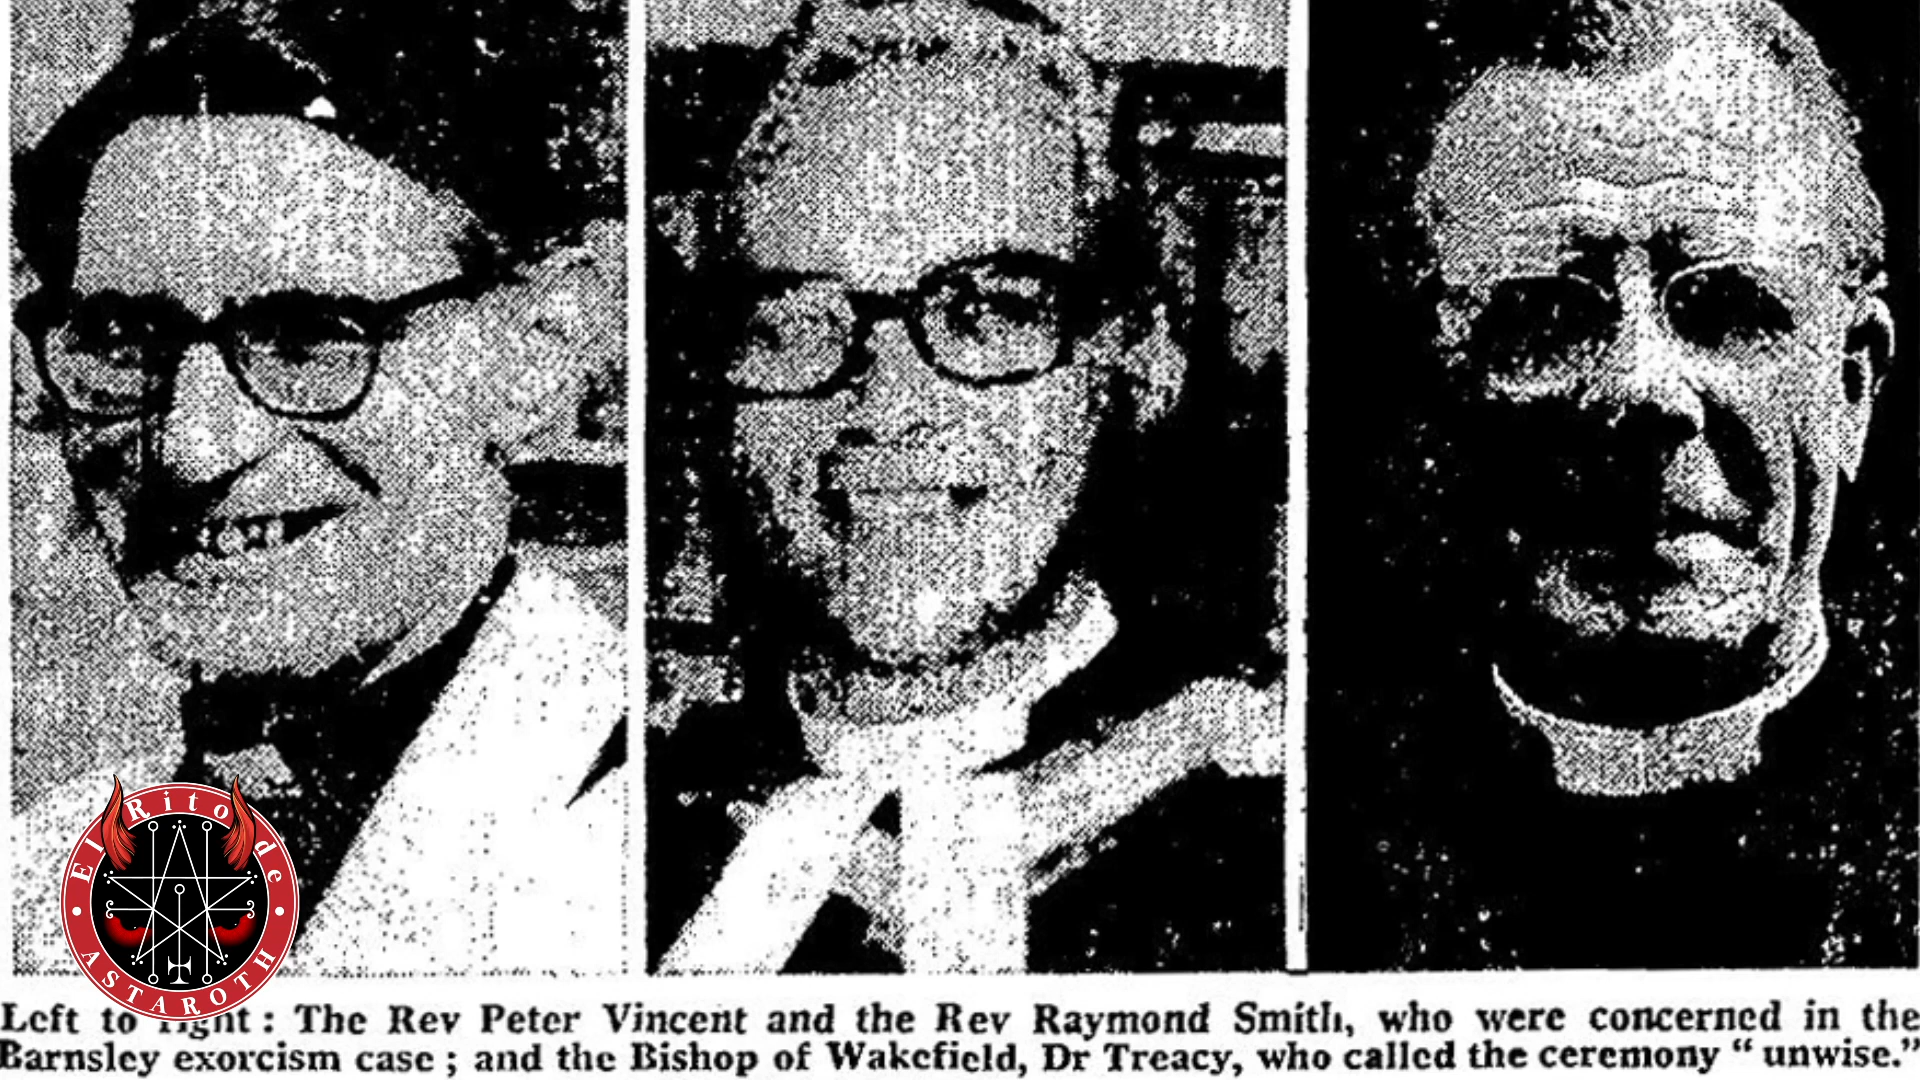 El Rito de
ASTAROTH
Left to right : The Rev Peter Vincent and the Rev Raymond Smith, who were concerned in the
Barnsley exorcism case ; and the Bishop of Wakefield, Dr Treacy, who called the ceremony “ unwise.”